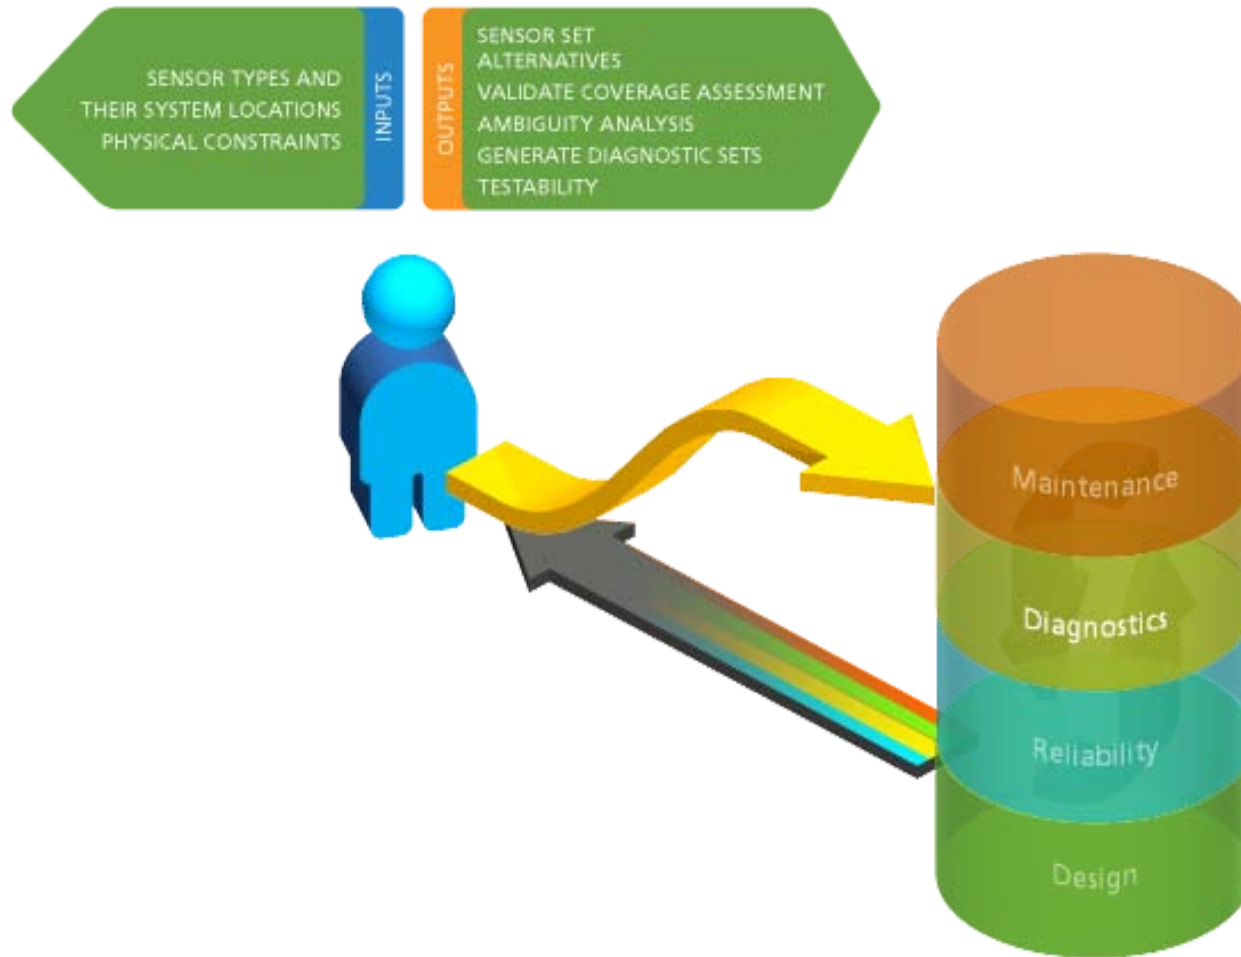 SENSOR TYPES AND
THEIR SYSTEM LOCATIONS
PHYSICAL CONSTRAINTS
INPUTS
OUTPUTS
SENSOR SET
ALTERNATIVES
VALIDATE COVERAGE ASSESSMENT
AMBIGUITY ANALYSIS
GENERATE DIAGNOSTIC SETS
TESTABILITY
Maintenance
Diagnostics
Reliability
Design